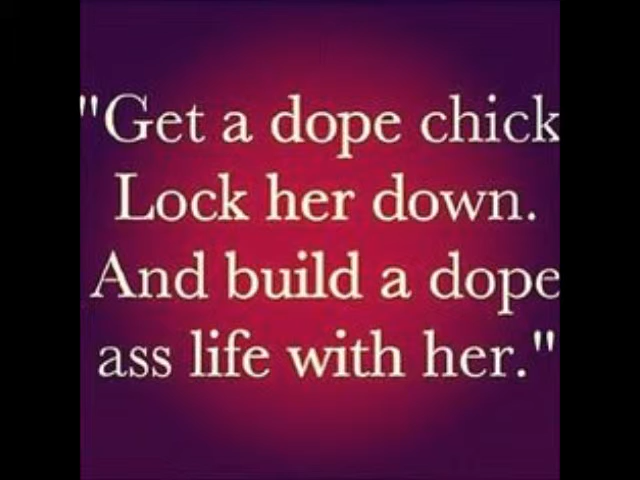 "Get a dope chick
Lock her down.
And build a dope
ass life with her."